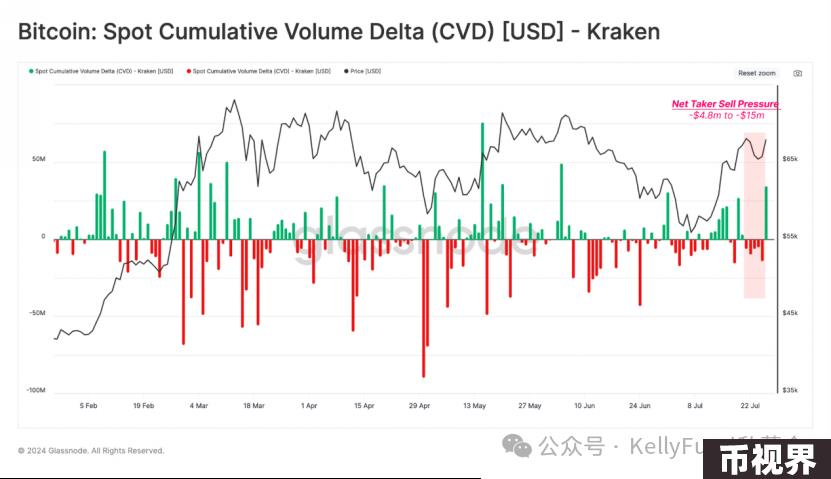 Bitcoin: Spot Cumulative Volume Delta (CVD) [USD] - Kraken
Spot Cumulative Volume Delta (CVD) - Kraken [USD] Spot Cumulative Volume Delta (CVD) - Kraken [USD] Price [USD] Reset zoom
Net Taker Sell Pressure
~$4.8m to ~$15m
50M $65k
0 $55k
glassnode
-50M $45k
-100M $35k
5 Feb 19 Feb 4 Mar 18 Mar 1 Apr 15 Apr 29 Apr 13 May 27 May 10 Jun 24 Jun 8 Jul 22 Jul
© 2024 Glassnode. All Rights Reserved.
公众号 · KellyFu
币视界